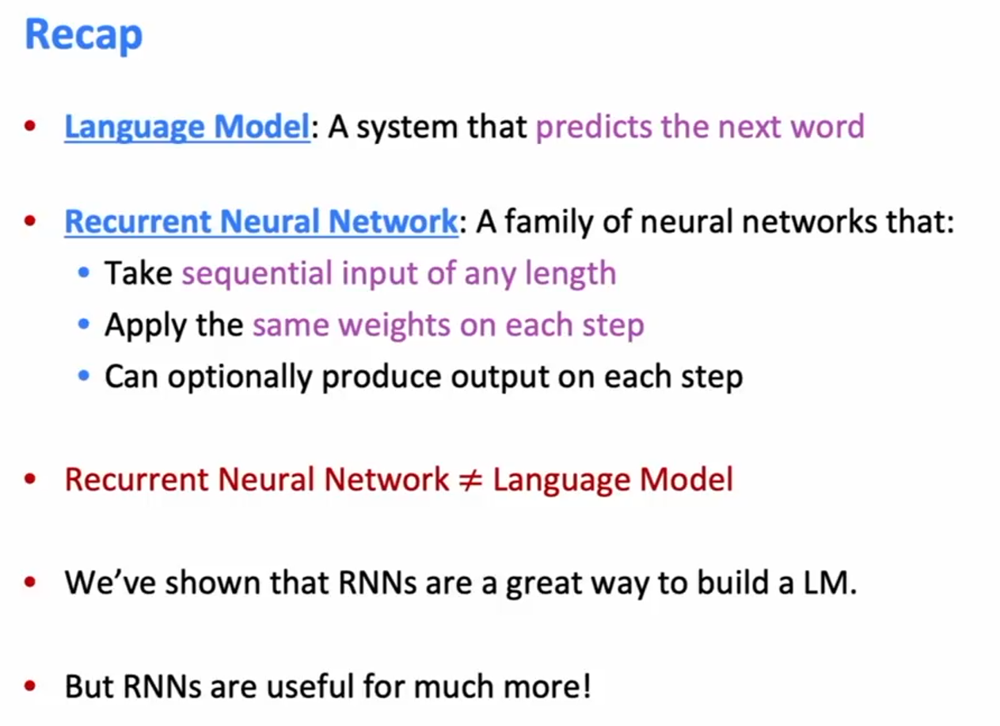 Recap
• Language Model: A system that predicts the next word
• Recurrent Neural Network: A family of neural networks that:
• Take sequential input of any length
• Apply the same weights on each step
• Can optionally produce output on each step
• Recurrent Neural Network ≠ Language Model
• We’ve shown that RNNs are a great way to build a LM.
• But RNNs are useful for much more!